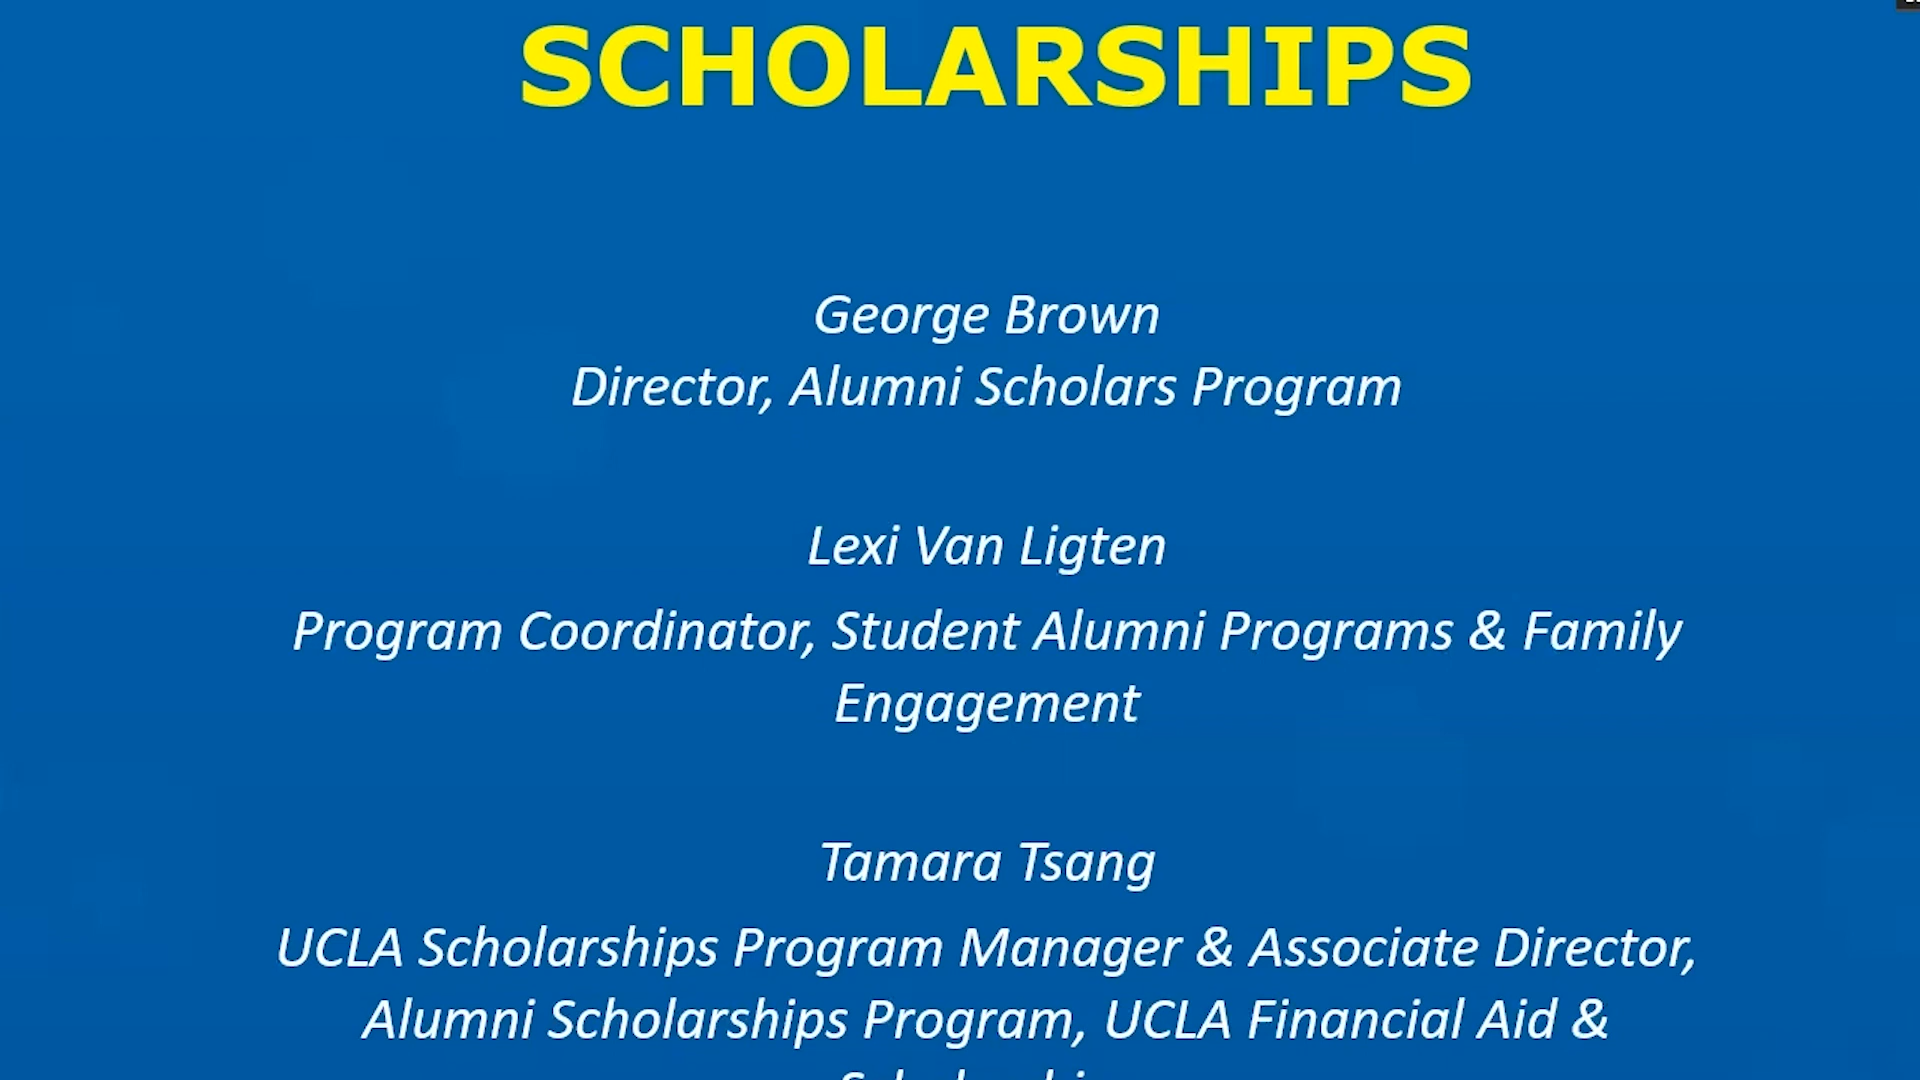 SCHOLARSHIPS
George Brown
Director, Alumni Scholars Program
Lexi Van Ligten
Program Coordinator, Student Alumni Programs & Family
Engagement
Tamara Tsang
UCLA Scholarships Program Manager & Associate Director,
Alumni Scholarships Program, UCLA Financial Aid &